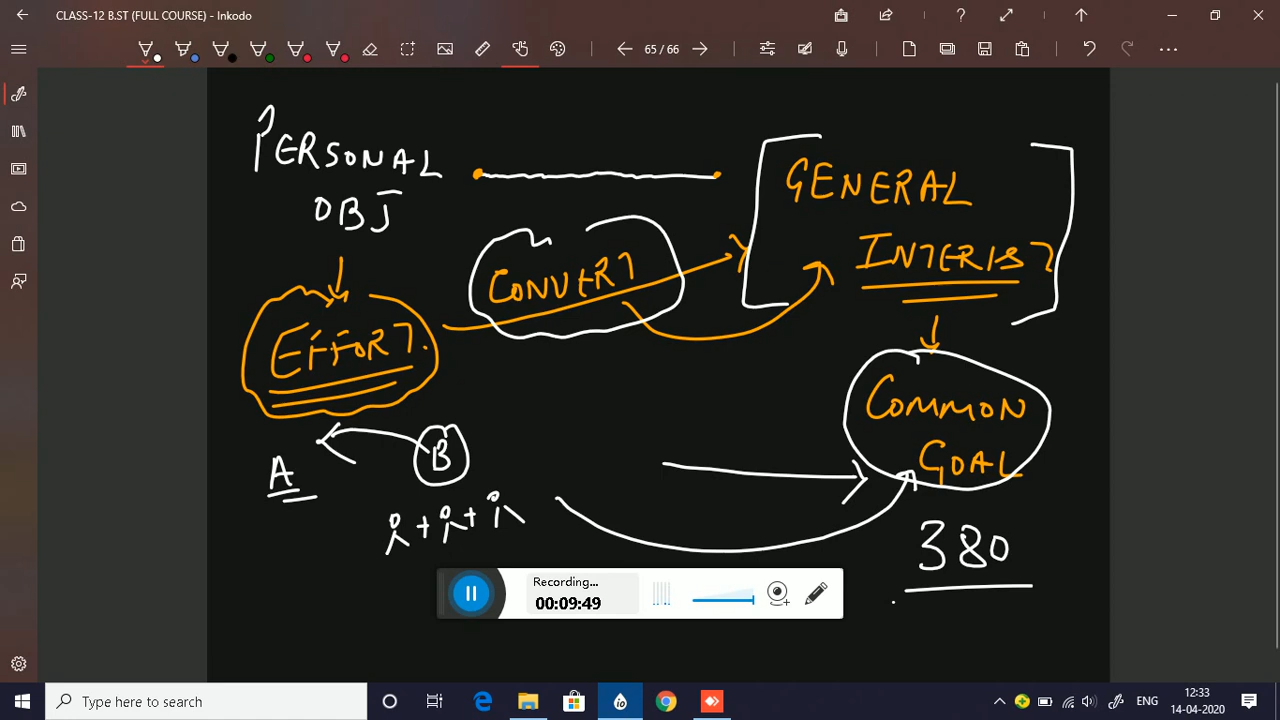 CLASS-12 B.ST (FULL COURSE) - Inkodo
65 / 66
PERSONAL
OBJ
GENERAL
INTERIST
CONVERT
EFFORT.
COMMON
GOAL
A
B
+ +
380
Recording...
00:09:49
Type here to search
ENG
12:33
14-04-2020